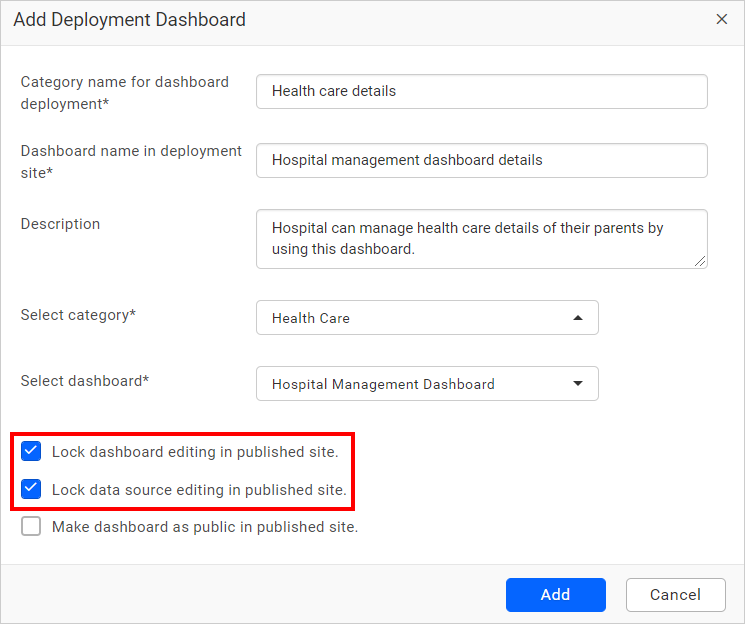 Add Deployment Dashboard
Category name for dashboard
deployment*
Health care details
Dashboard name in deployment
site*
Hospital management dashboard details
Description
Hospital can manage health care details of their parents by
using this dashboard.
Select category*
Health Care
Select dashboard*
Hospital Management Dashboard
Lock dashboard editing in published site.
Lock data source editing in published site.
Make dashboard as public in published site.
Add
Cancel